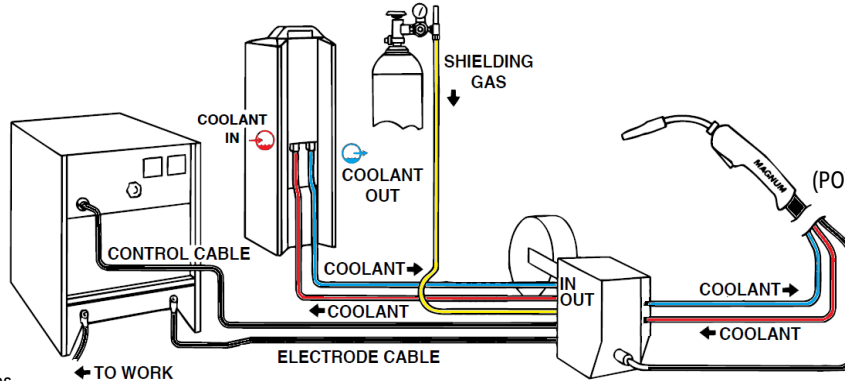 SHIELDING
GAS
COOLANT
IN
COOLANT
OUT
MAGNUM
(PO
CONTROL CABLE
COOLANT
IN
OUT
COOLANT
COOLANT
COOLANT
ELECTRODE CABLE
TO WORK